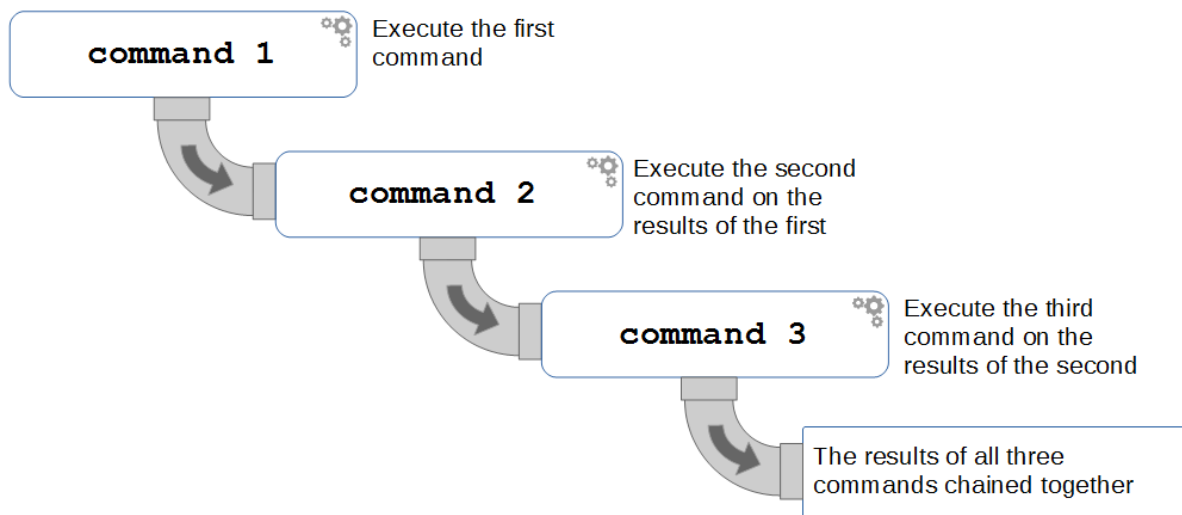 command 1
Execute the first
command
command 2
Execute the second
command on the
results of the first
command 3
Execute the third
command on the
results of the second
The results of all three
commands chained together